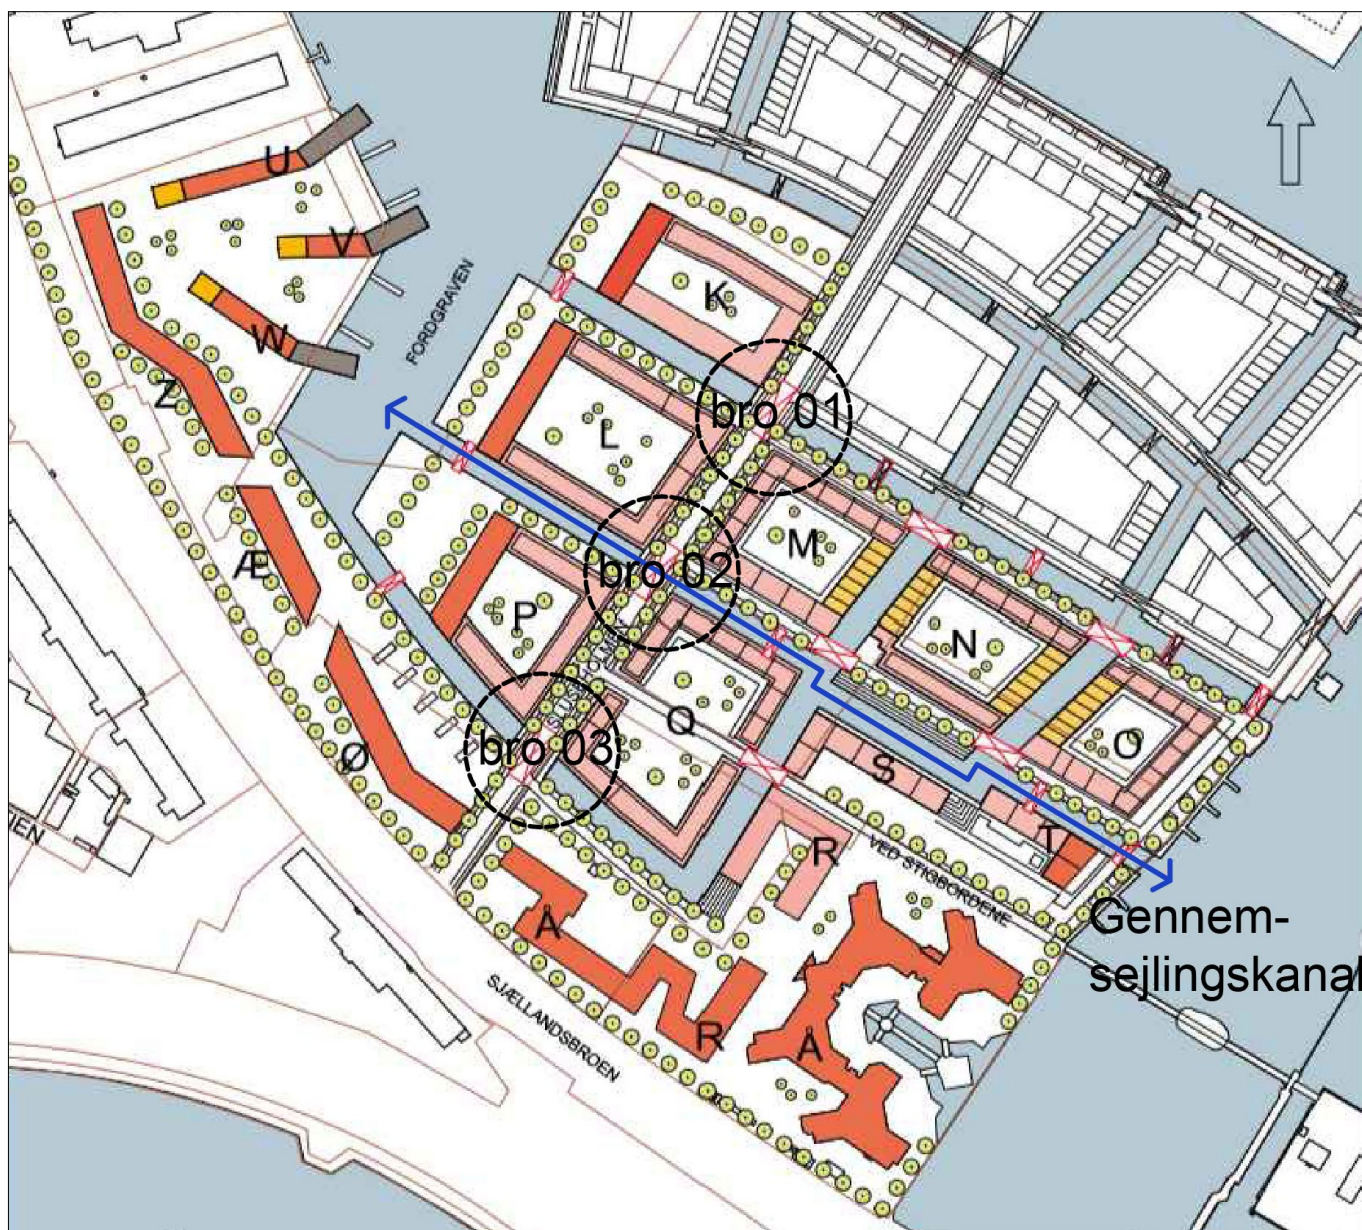 U
V
FORDGRAVEN
W
K
Z
bro 01
L
M
Æ
bro 02
P
N
Q
O
bro 03
Ø
S
T
R
VED STIGBORDENE
Å
Gennem-
sejlingskanal
SJÆLLANDSBROEN
R
Å